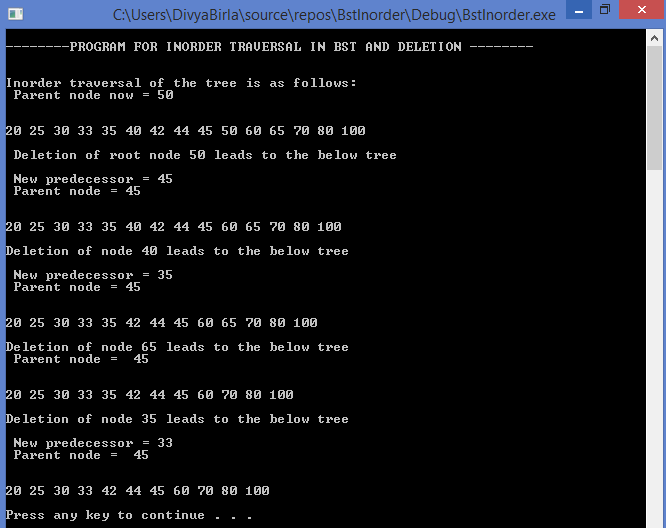 C:\Users\DivyaBirla\source\repos\BstInorder\Debug\BstInorder.exe
--------PROGRAM FOR INORDER TRAVERSAL IN BST AND DELETION --------
Inorder traversal of the tree is as follows:
Parent node now = 50
20 25 30 33 35 40 42 44 45 50 60 65 70 80 100
Deletion of root node 50 leads to the below tree
New predecessor = 45
Parent node = 45
20 25 30 33 35 40 42 44 45 60 65 70 80 100
Deletion of node 40 leads to the below tree
New predecessor = 35
Parent node = 45
20 25 30 33 35 42 44 45 60 65 70 80 100
Deletion of node 65 leads to the below tree
Parent node =  45
20 25 30 33 35 42 44 45 60 70 80 100
Deletion of node 35 leads to the below tree
New predecessor = 33
Parent node =  45
20 25 30 33 42 44 45 60 70 80 100
Press any key to continue . . .